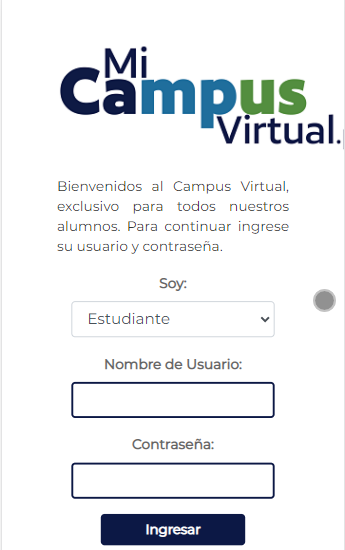 Mi
Campus
Virtual.
Bienvenidos al Campus Virtual,
exclusivo para todos nuestros
alumnos. Para continuar ingrese
su usuario y contraseña.
Soy:
Estudiante
Nombre de Usuario:
Contraseña:
Ingresar